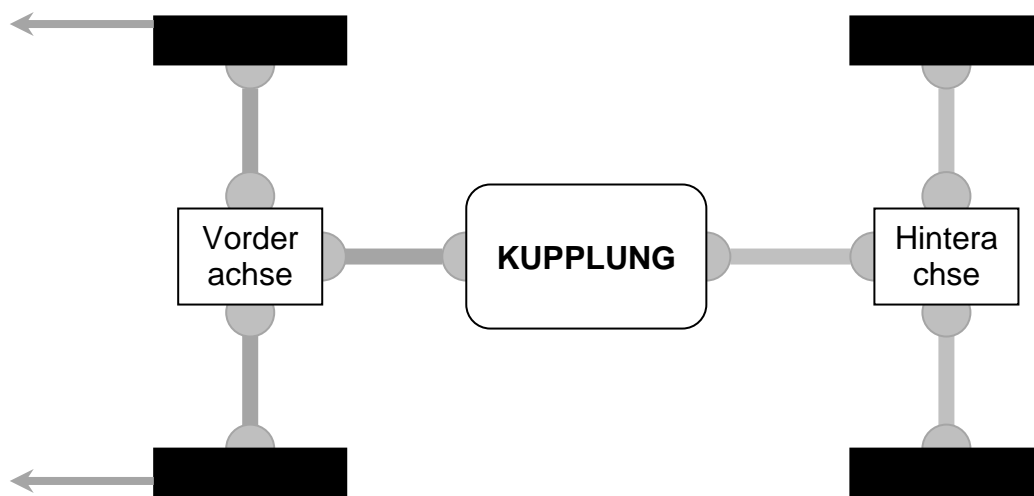 Vorder
achse
KUPPLUNG
Hintera
chse